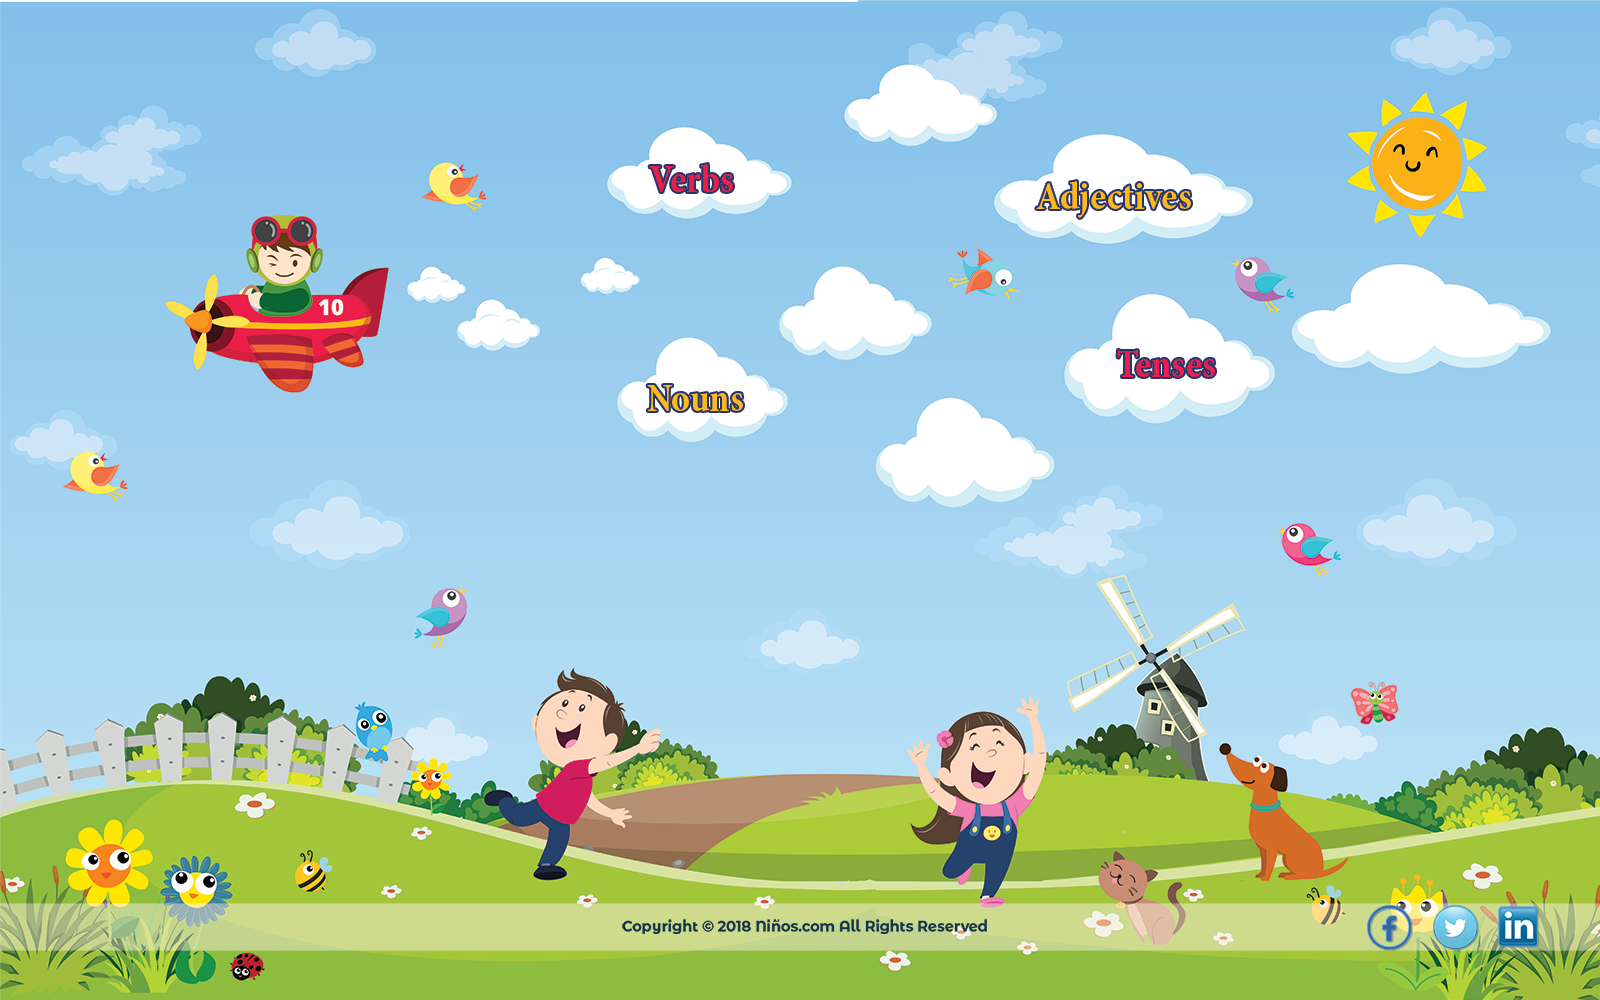 Verbs
Adjectives
10
Tenses
Nouns
Copyright © 2018 Niños.com All Rights Reserved
f
in